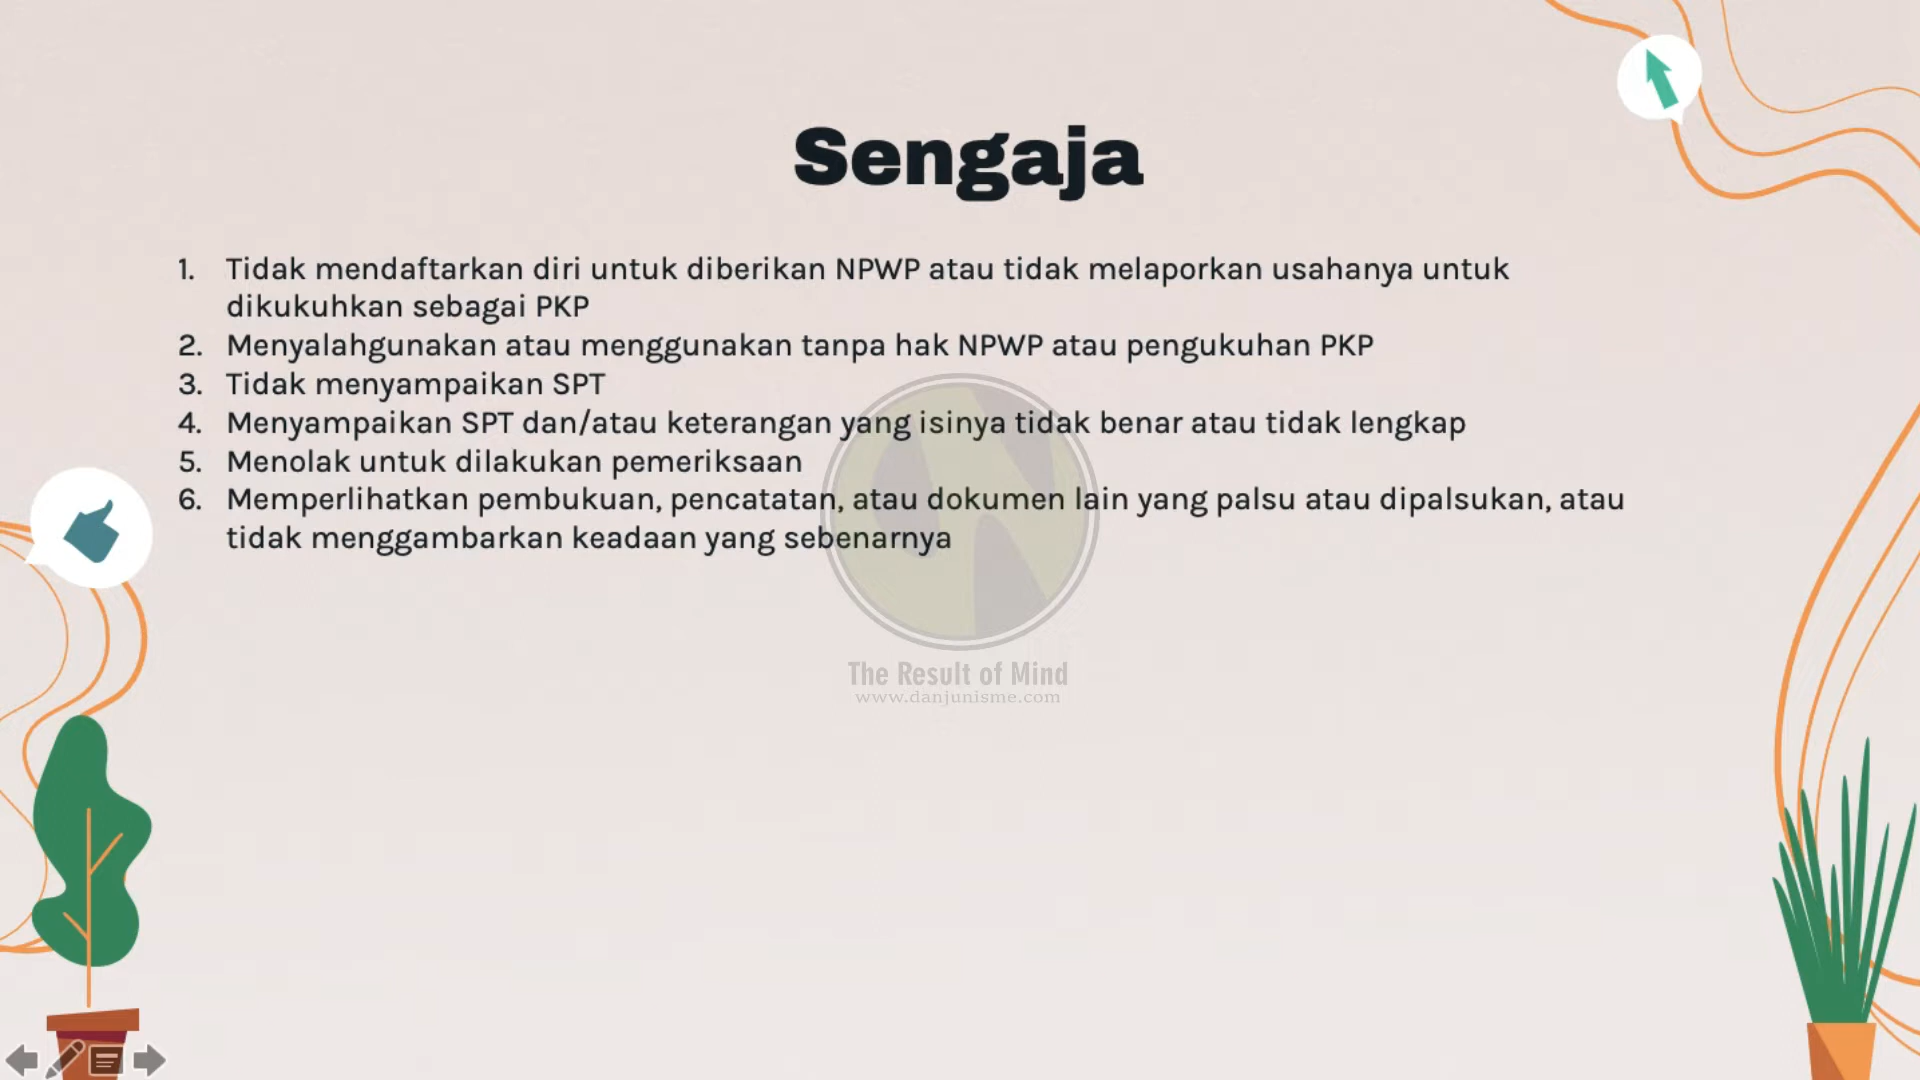 Sengaja
1. Tidak mendaftarkan diri untuk diberikan NPWP atau tidak melaporkan usahanya untuk
dikukuhkan sebagai PKP
2. Menyalahgunakan atau menggunakan tanpa hak NPWP atau pengukuhan PKP
3. Tidak menyampaikan SPT
4. Menyampaikan SPT dan/atau keterangan yang isinya tidak benar atau tidak lengkap
5. Menolak untuk dilakukan pemeriksaan
6. Memperlihatkan pembukuan, pencatatan, atau dokumen lain yang palsu atau dipalsukan, atau
tidak menggambarkan keadaan yang sebenarnya
The Result of Mind
www.danjunisme.com